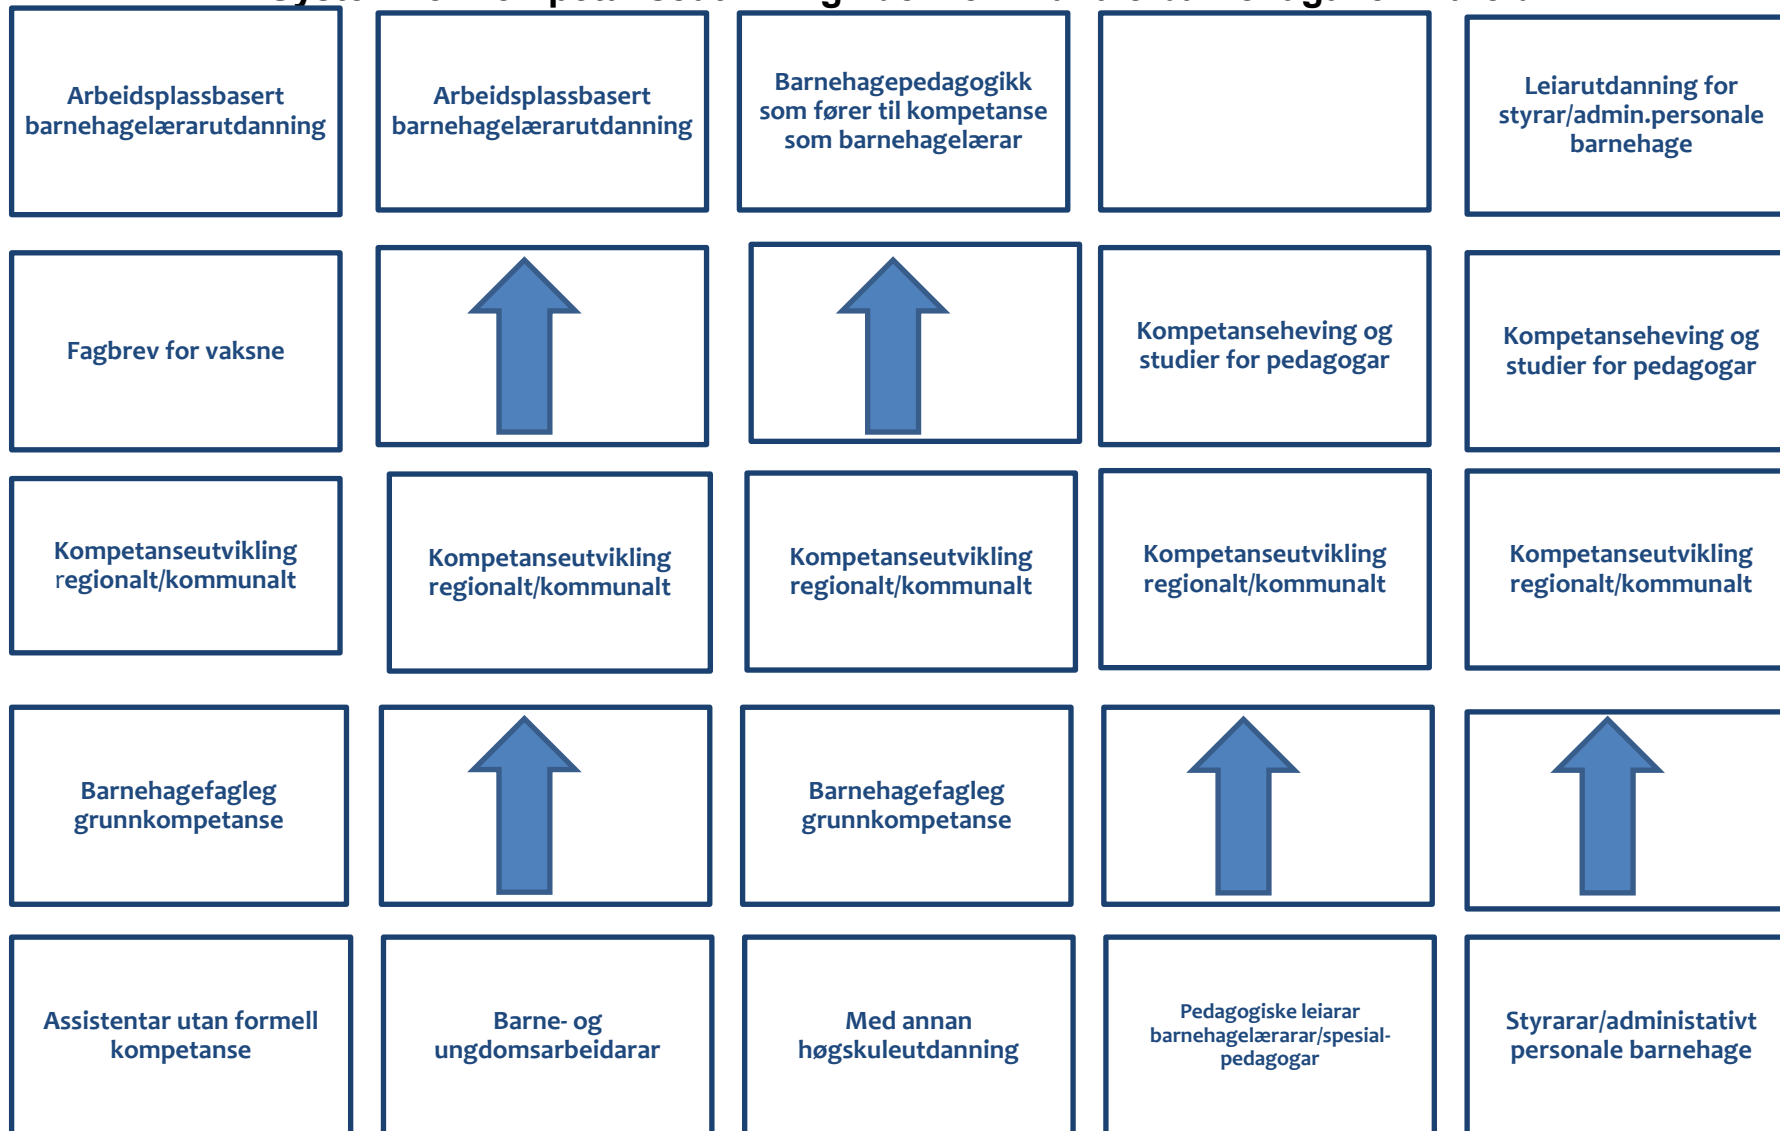 Arbeidsplassbasert
barnehagelærarutdanning
Arbeidsplassbasert
barnehagelærarutdanning
Barnehagepedagogikk
som fører til kompetanse
som barnehagelærar
Leiarutdanning for
styrar/admin.personale
barnehage
Fagbrev for vaksne
Kompetanseheving og
studier for pedagogar
Kompetanseheving og
studier for pedagogar
Kompetanseutvikling
regionalt/kommunalt
Kompetanseutvikling
regionalt/kommunalt
Kompetanseutvikling
regionalt/kommunalt
Kompetanseutvikling
regionalt/kommunalt
Kompetanseutvikling
regionalt/kommunalt
Barnehagefagleg
grunnkompetanse
Barnehagefagleg
grunnkompetanse
Assistentar utan formell
kompetanse
Barne- og
ungdomsarbeidarar
Med annan
høgskuleutdanning
Pedagogiske leiarar
barnehagelærarar/spesial-
pedagogar
Styrarar/administativt
personale barnehage